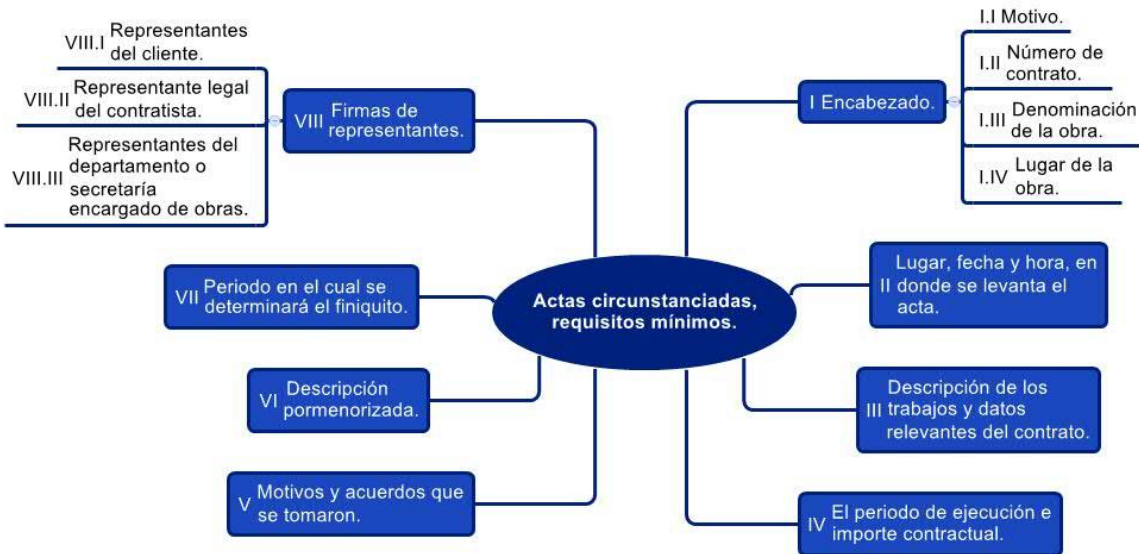 Actas circunstanciadas,
requisitos mínimos.
I Encabezado.
I.I Motivo.
I.II Número de
contrato.
I.III Denominación
de la obra.
I.IV Lugar de la
obra.
II Lugar, fecha y hora, en
donde se levanta el
acta.
III Descripción de los
trabajos y datos
relevantes del contrato.
IV El periodo de ejecución e
importe contractual.
V Motivos y acuerdos que
se tomaron.
VI Descripción
pormenorizada.
VII Periodo en el cual se
determinará el finiquito.
VIII Firmas de
representantes.
VIII.I Representantes
del cliente.
VIII.II Representante legal
del contratista.
VIII.III Representantes del
departamento o
secretaría
encargado de obras.